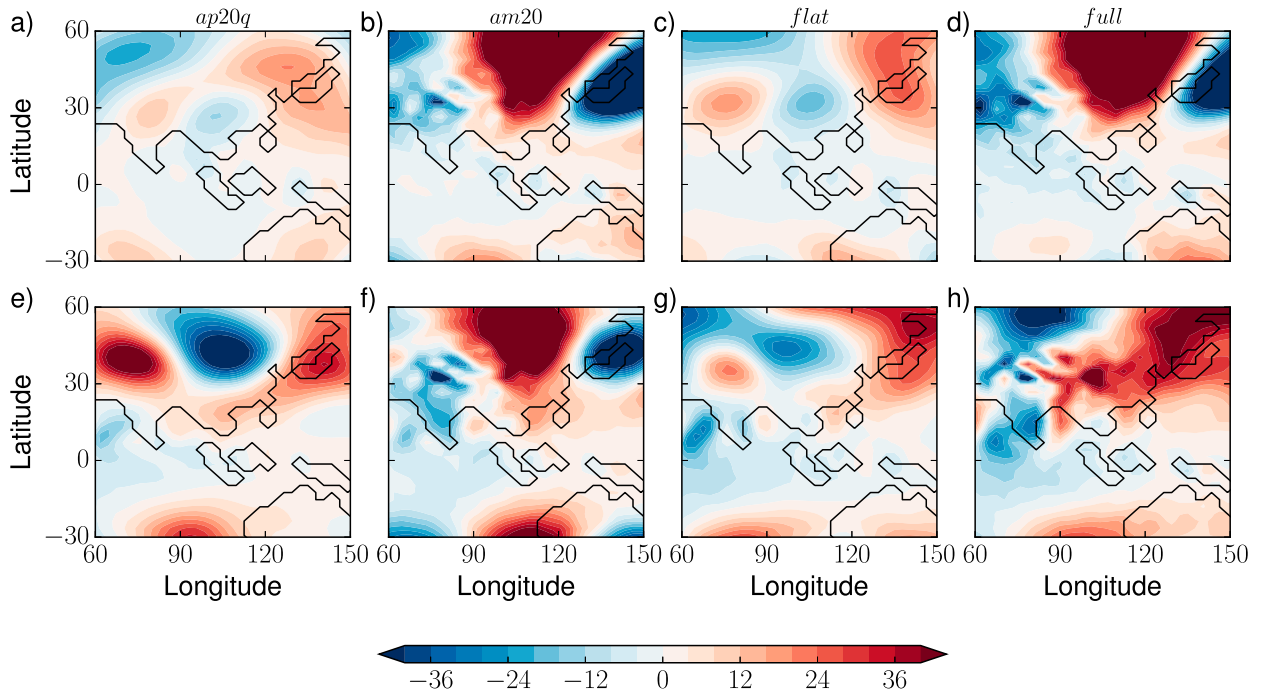 a) ap20q b) am20 c) flat d) full
60
30
0
−30
Latitude
e) f) g) h)
60
30
0
−30
Latitude
60 90 120 150 60 90 120 150 60 90 120 150 60 90 120 150
Longitude Longitude Longitude Longitude
−36 −24 −12 0 12 24 36